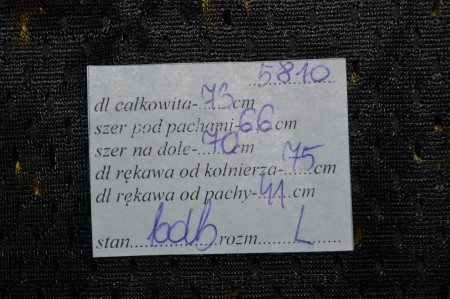 5810
dł całkowita-73cm
szer pod pachami-66cm
szer na dole-70cm
dł rękawa od kołnierza-75cm
dł rękawa od pachy-41cm
stan bdb rozm L